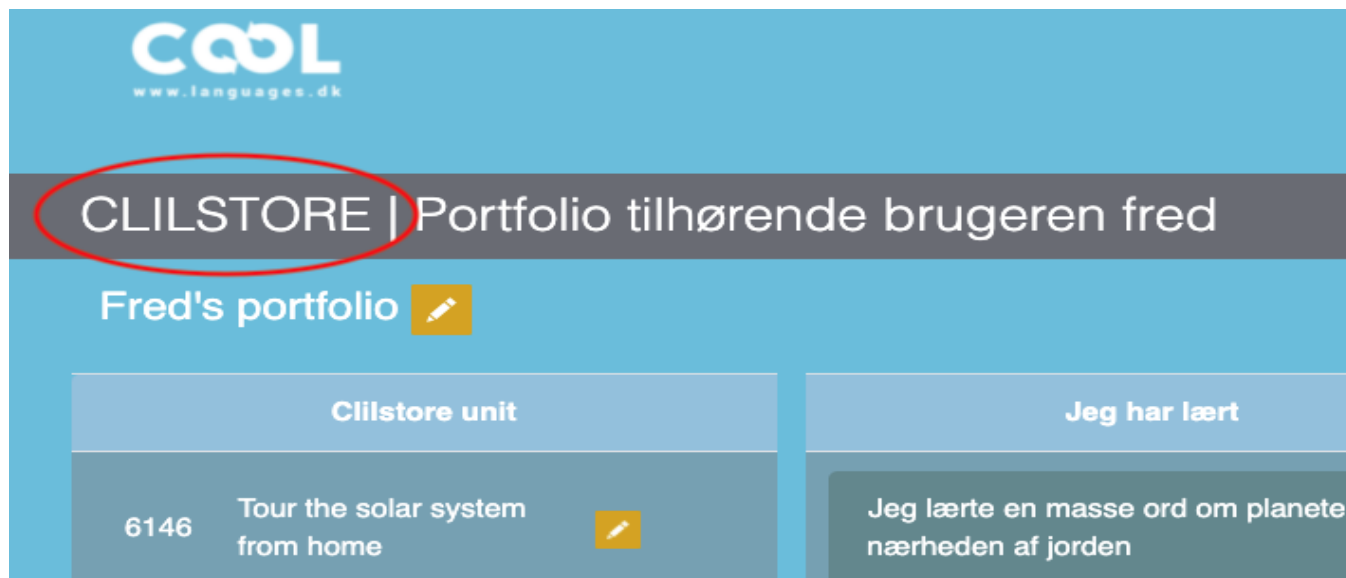 COOL
www.languages.dk
CLILSTORE | Portfolio tilhørende brugeren fred
Fred's portfolio
Clilstore unit
Jeg har lært
6146
Tour the solar system
from home
Jeg lærte en masse ord om planete
nærheden af jorden